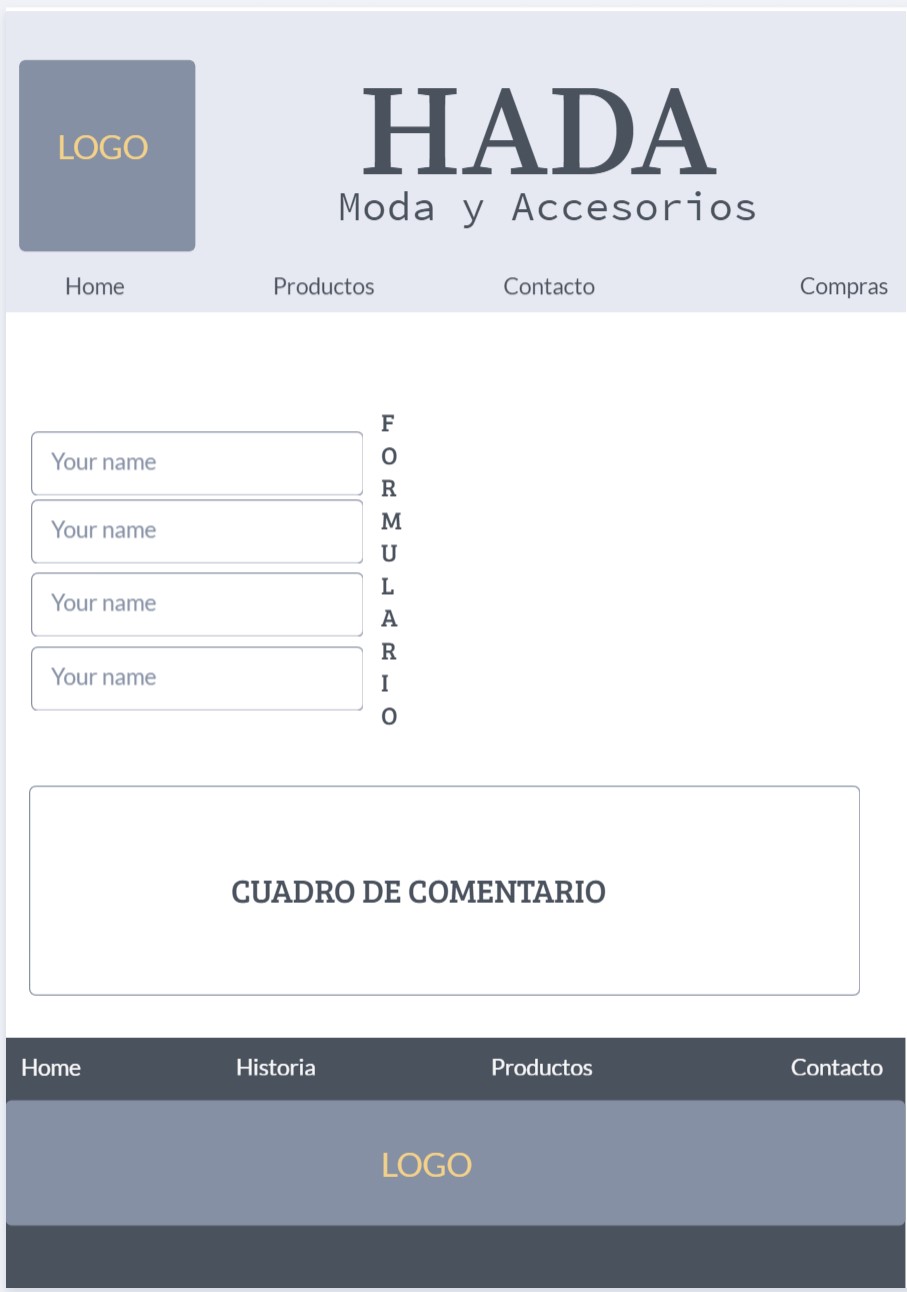 LOGO
HADA
Moda y Accesorios
Home Productos Contacto Compras
Your name
Your name
Your name
Your name
F
O
R
M
U
L
A
R
I
O
CUADRO DE COMENTARIO
Home Historia Productos Contacto
LOGO